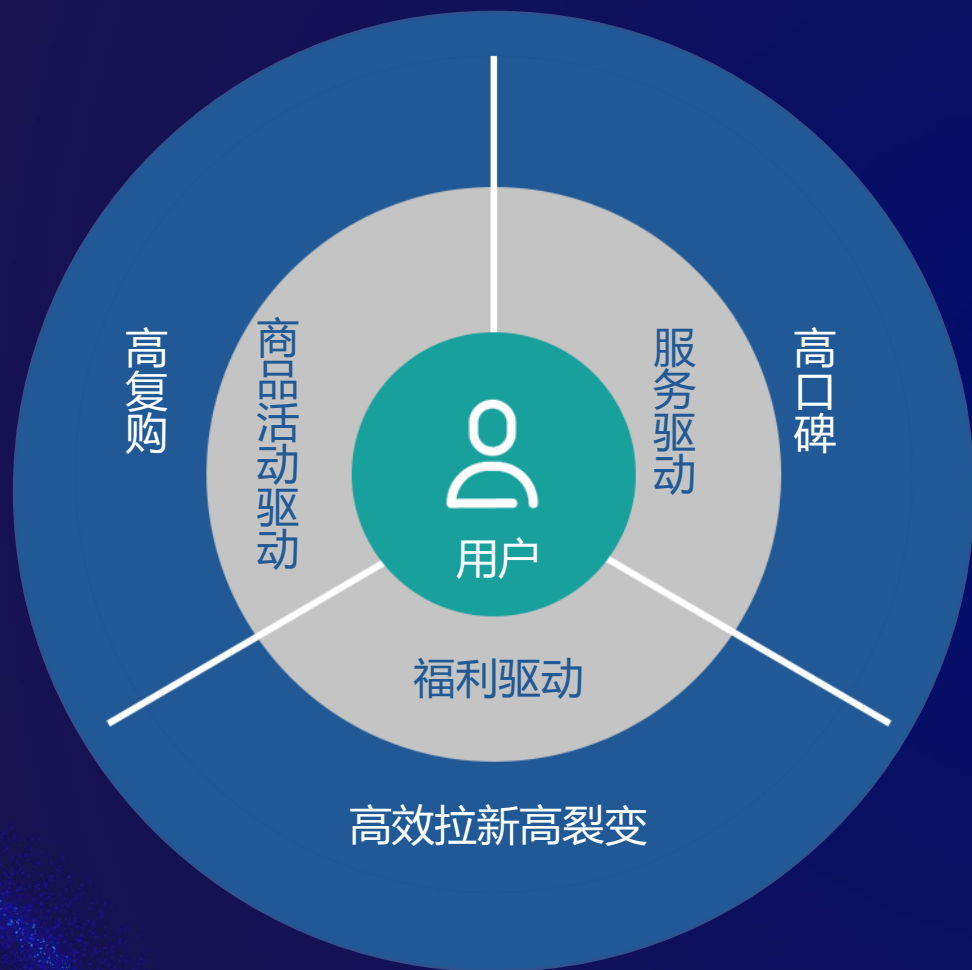 高复购
商品活动驱动
服务驱动
高口碑
用户
福利驱动
高效拉新高裂变